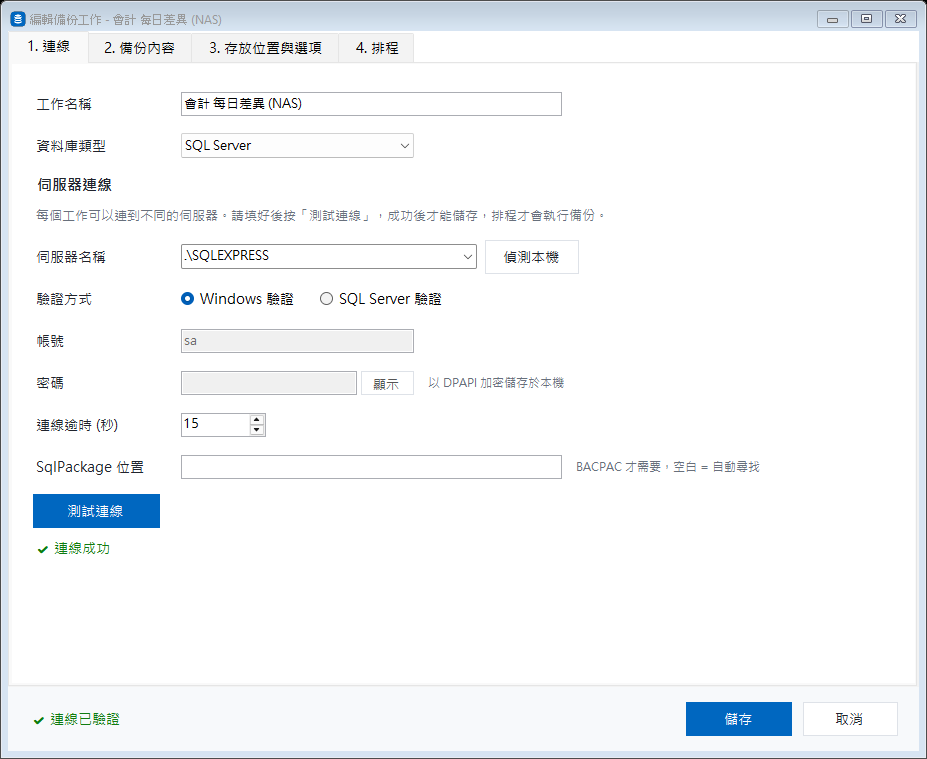 編輯備份工作 - 會計 每日差異 (NAS)
1. 連線 2. 備份內容 3. 存放位置與選項 4. 排程
工作名稱 會計 每日差異 (NAS)
資料庫類型 SQL Server
伺服器連線
每個工作可以連到不同的伺服器。請填好後按「測試連線」，成功後才能儲存，排程才會執行備份。
伺服器名稱 .\SQLEXPRESS 偵測本機
驗證方式 Windows 驗證 SQL Server 驗證
帳號 sa
密碼 顯示 以 DPAPI 加密儲存於本機
連線逾時 (秒) 15
SqlPackage 位置 BACPAC 才需要，空白 = 自動尋找
測試連線
連線成功
連線已驗證 儲存 取消